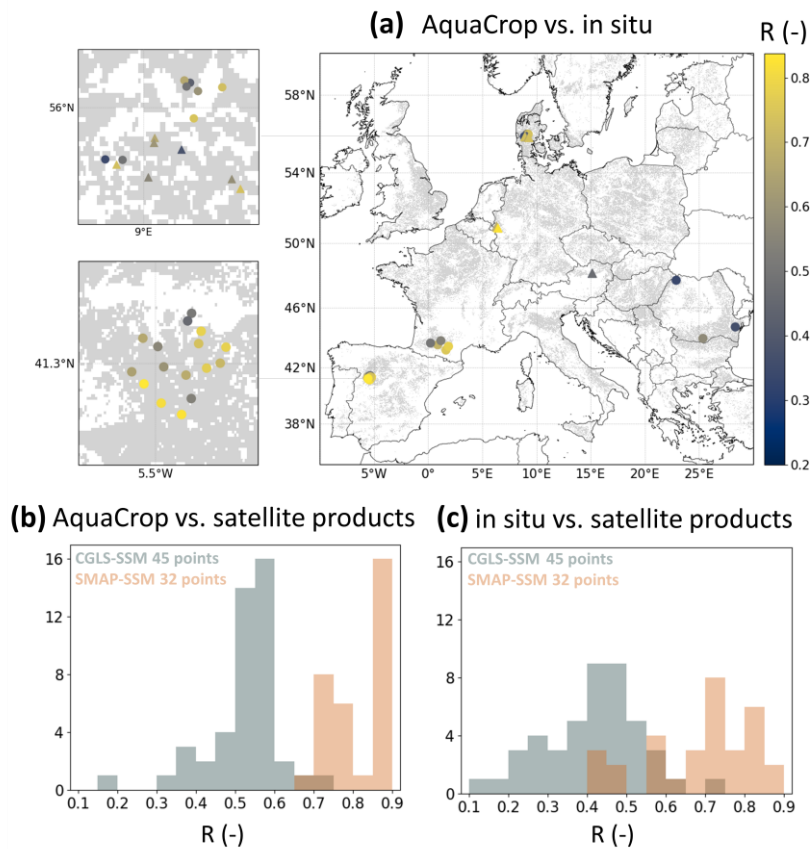 (a) AquaCrop vs. in situ
R (-)
56°N
9°E
41.3°N
5.5°W
58°N
54°N
50°N
46°N
42°N
38°N
5°W 0° 5°E 10°E 15°E 20°E 25°E
0.8
0.7
0.6
0.5
0.4
0.3
0.2
(b) AquaCrop vs. satellite products
CGLS-SSM 45 points
SMAP-SSM 32 points
16
12
8
4
0
0.1 0.2 0.3 0.4 0.5 0.6 0.7 0.8 0.9
R (-)
(c) in situ vs. satellite products
CGLS-SSM 45 points
SMAP-SSM 32 points
16
12
8
4
0
0.1 0.2 0.3 0.4 0.5 0.6 0.7 0.8 0.9
R (-)